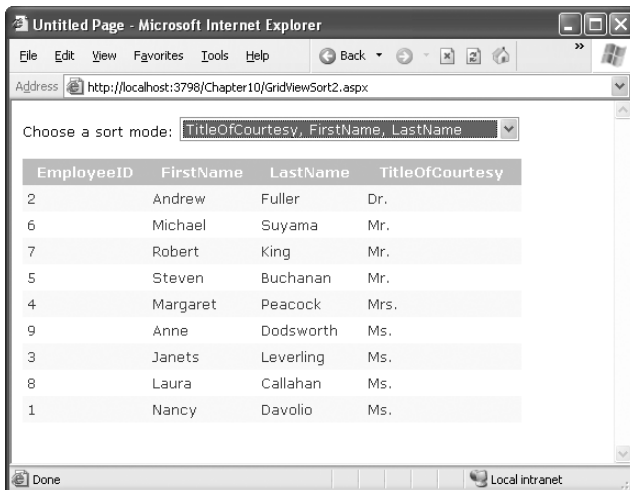 Untitled Page - Microsoft Internet Explorer
File Edit View Favorites Tools Help Back »
Address http://localhost:3798/Chapter10/GridViewSort2.aspx
Choose a sort mode: TitleOfCourtesy, FirstName, LastName
EmployeeID FirstName LastName TitleOfCourtesy
2 Andrew Fuller Dr.
6 Michael Suyama Mr.
7 Robert King Mr.
5 Steven Buchanan Mr.
4 Margaret Peacock Mrs.
9 Anne Dodsworth Ms.
3 Janets Leverling Ms.
8 Laura Callahan Ms.
1 Nancy Davolio Ms.
Done Local intranet